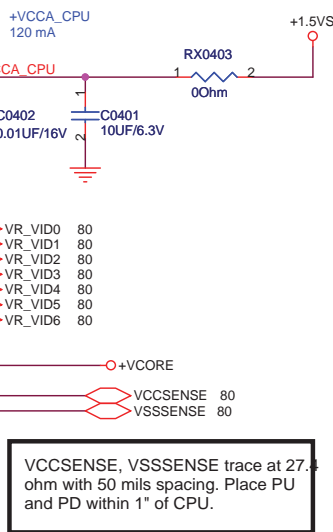 +VCCA_CPU
120 mA
+1.5VS
RX0403
CCA_CPU
1 2
0Ohm
1
C0402
C0401
0.01UF/16V
10UF/6.3V
2
VR_VID0 80
VR_VID1 80
VR_VID2 80
VR_VID3 80
VR_VID4 80
VR_VID5 80
VR_VID6 80
+VCORE
VCCSENSE 80
VSSSENSE 80
VCCSENSE, VSSSENSE trace at 27.4
ohm with 50 mils spacing. Place PU
and PD within 1" of CPU.